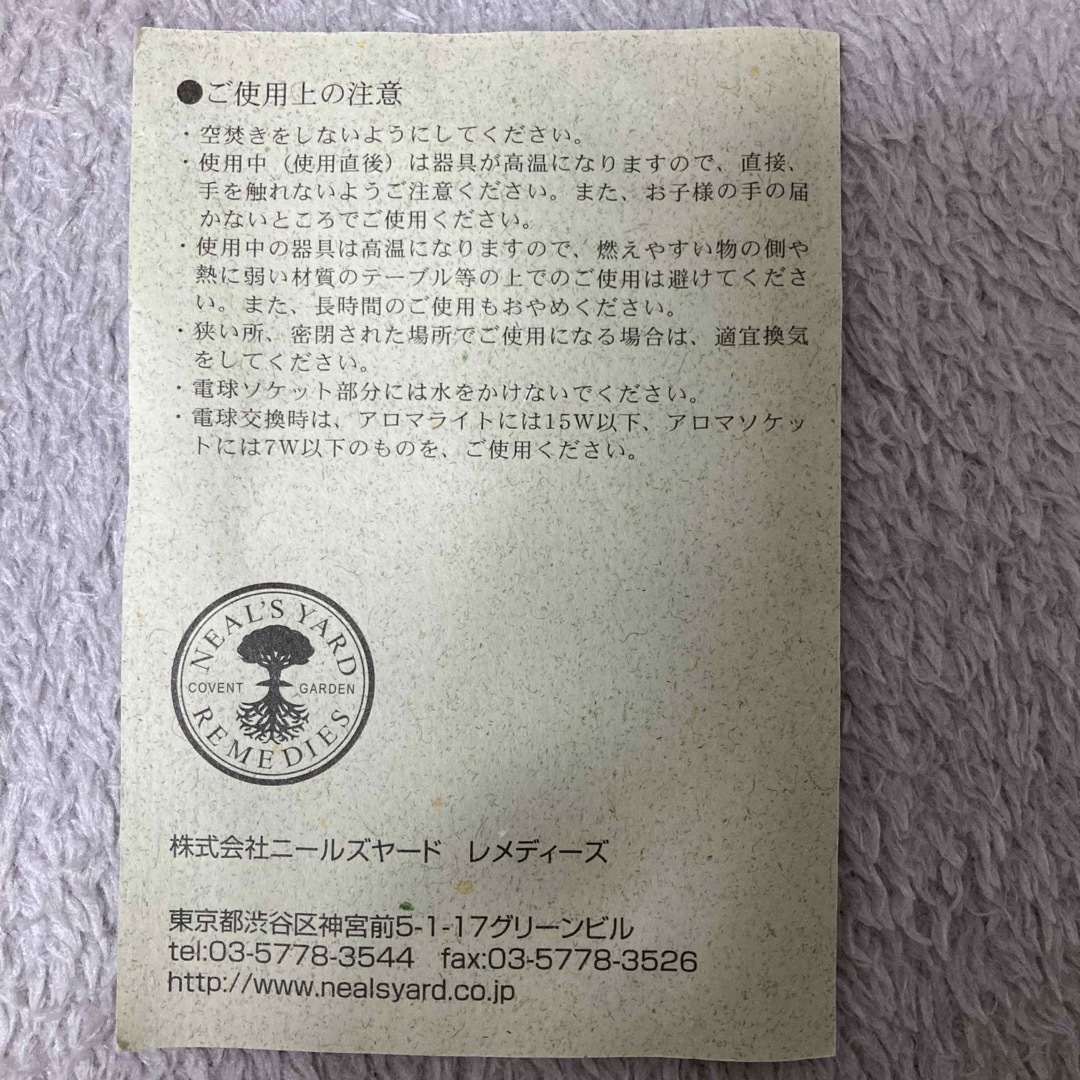 ●ご使用上の注意
・空焚きをしないようにしてください。
・使用中（使用直後）は器具が高温になりますので、直接、
手を触れないようご注意ください。また、お子様の手の届
かないところでご使用ください。
・使用中の器具は高温になりますので、燃えやすい物の側や
熱に弱い材質のテーブル等の上でのご使用は避けてくださ
い。また、長時間のご使用もおやめください。
・狭い所、密閉された場所でご使用になる場合は、適宜換気
をしてください。
・電球ソケット部分には水をかけないでください。
・電球交換時は、アロマライトには15W以下、アロマソケッ
トには7W以下のものを、ご使用ください。
NEAL'S YARD
COVENT GARDEN
REMEDIES
株式会社ニールズヤード　レメディーズ
東京都渋谷区神宮前5-1-17グリーンビル
tel:03-5778-3544　fax:03-5778-3526
http://www.nealsyard.co.jp